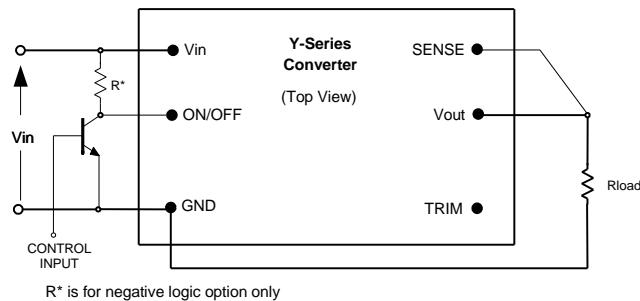 Y-Series
Converter
(Top View)
Vin
SENSE
R*
ON/OFF
Vout
Vin
Rload
GND
TRIM
CONTROL
INPUT
R* is for negative logic option only